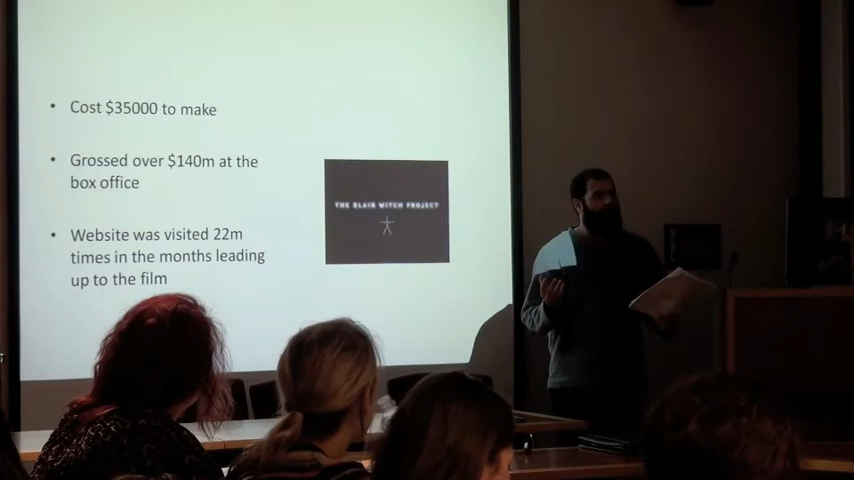 Cost $35000 to make
Grossed over $140m at the
box office
Website was visited 22m
times in the months leading
up to the film
THE BLAIR WITCH PROJECT